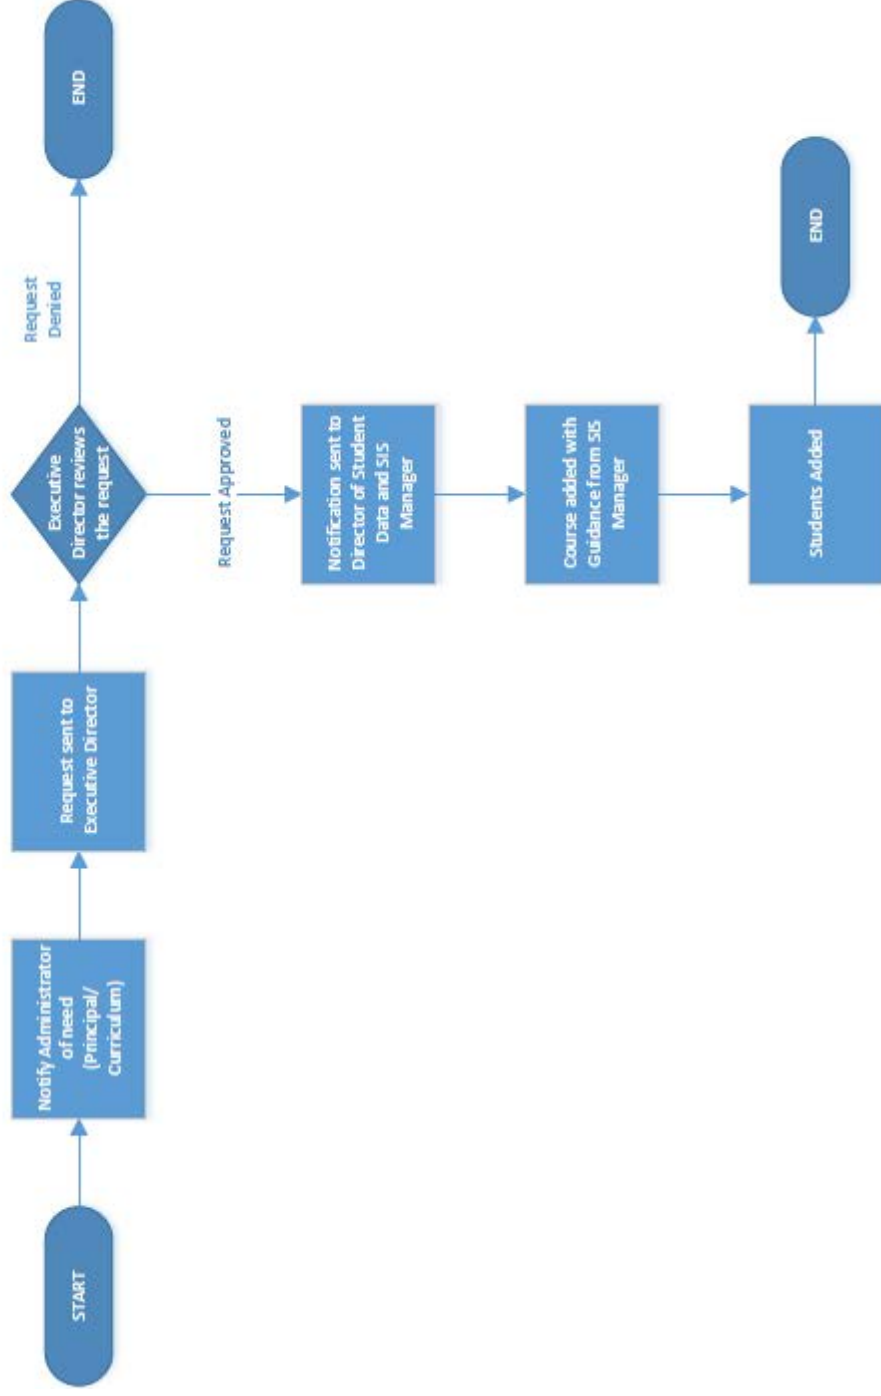 START
Notify Administrator
of need
(Principal/
Curriculum)
Request sent to
Executive Director
Executive
Director reviews
the request
Request
Denied
END
Request Approved
Notification sent to
Director of Student
Data and SIS
Manager
Course added with
Guidance from SIS
Manager
Students Added
END